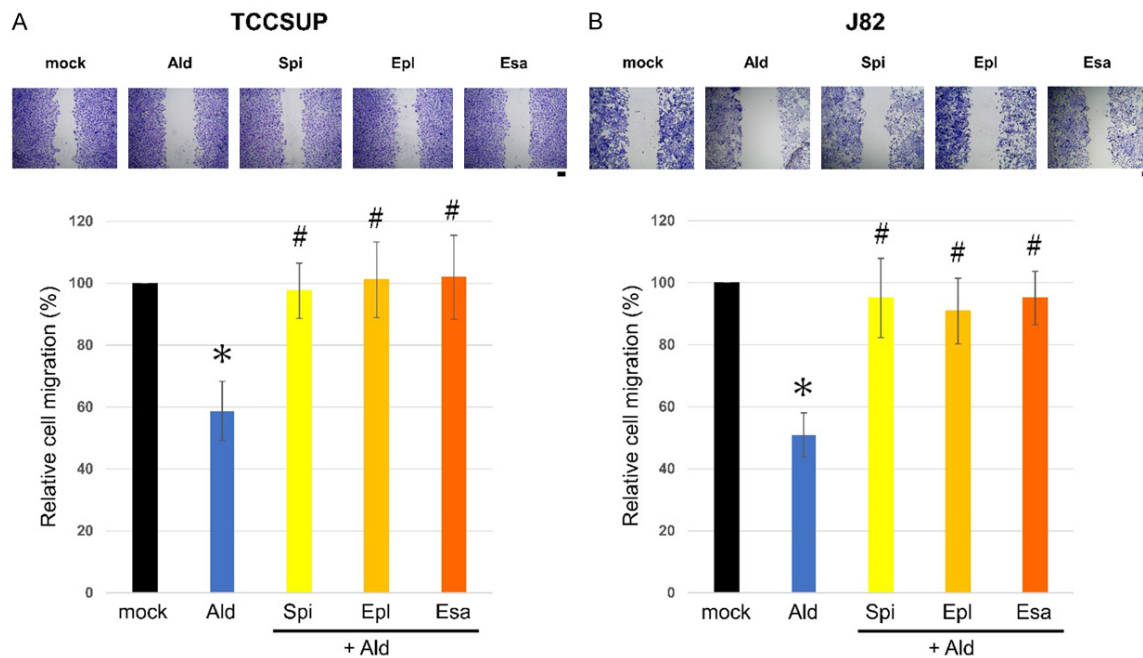 A TCCSUP
mock Ald Spi Epl Esa
120
100
80
60
40
20
0
Relative cell migration (%)
*
#
#
#
mock Ald Spi Epl Esa
+ Ald
B J82
mock Ald Spi Epl Esa
120
100
80
60
40
20
0
Relative cell migration (%)
*
#
#
#
mock Ald Spi Epl Esa
+ Ald